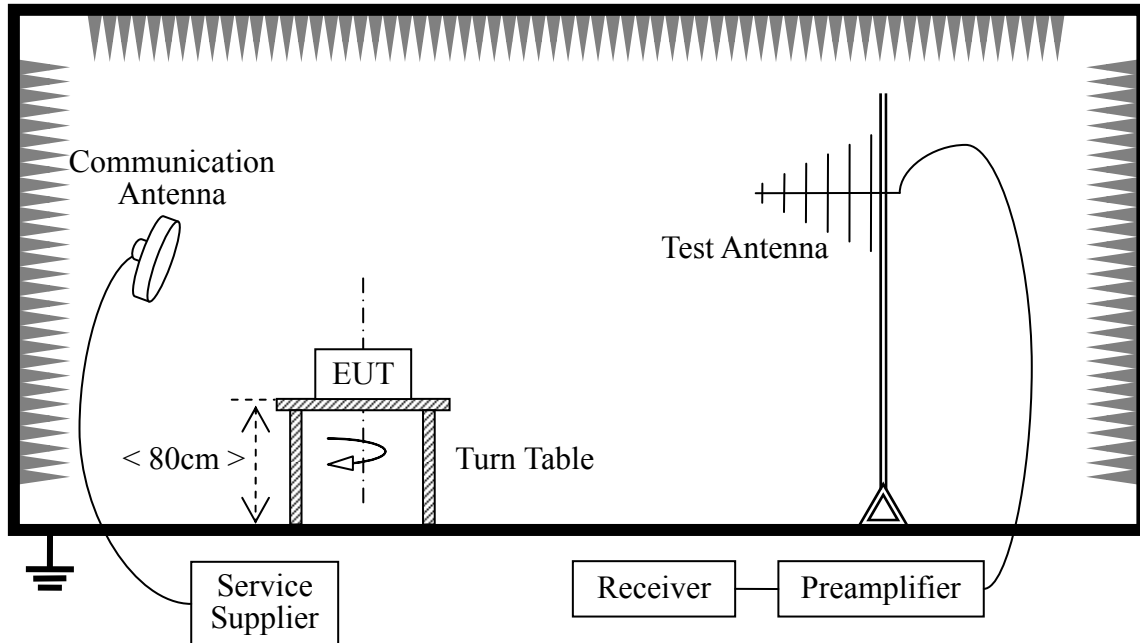 Communication
Antenna
Test Antenna
EUT
< 80cm >
Turn Table
Service
Supplier
Receiver
Preamplifier